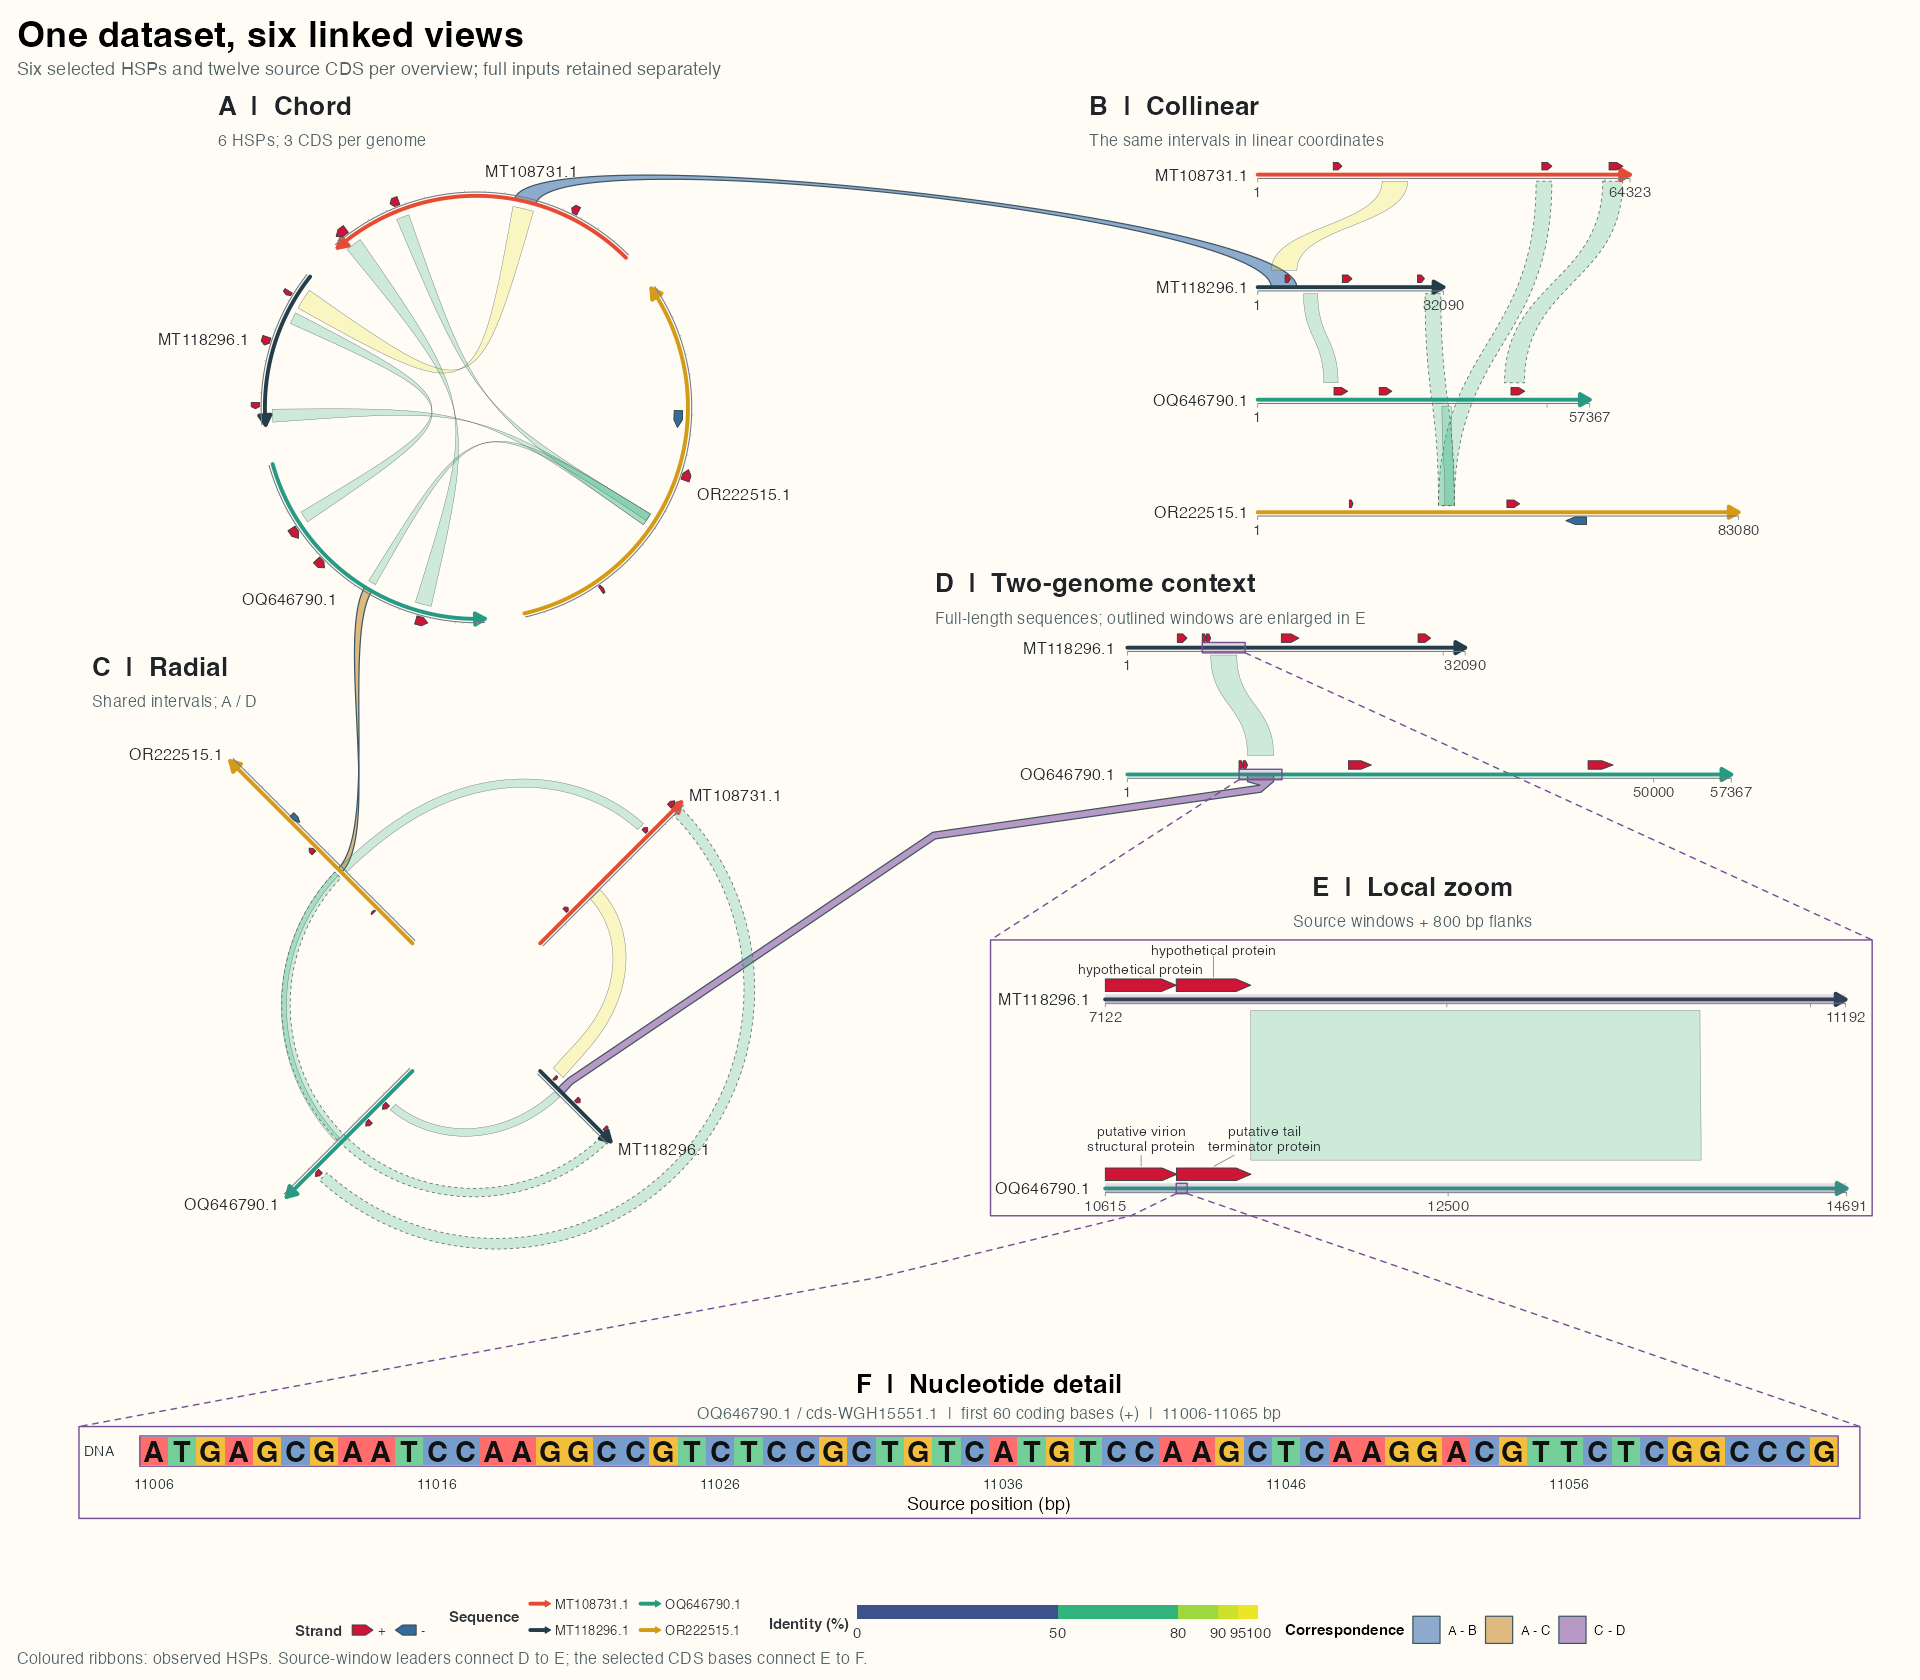 One dataset, six linked views
Six selected HSPs and twelve source CDS per overview; full inputs retained separately
A | Chord
6 HSPs; 3 CDS per genome
MT108731.1
MT118296.1
OQ646790.1
OR222515.1
B | Collinear
The same intervals in linear coordinates
MT108731.1
1
64323
MT118296.1
1
32090
OQ646790.1
1
57367
OR222515.1
1
83080
C | Radial
Shared intervals; A / D
OR222515.1
MT108731.1
MT118296.1
OQ646790.1
D | Two-genome context
Full-length sequences; outlined windows are enlarged in E
MT118296.1
1
32090
OQ646790.1
1
50000
57367
E | Local zoom
Source windows + 800 bp flanks
hypothetical protein
hypothetical protein
MT118296.1
7122
11192
putative virion
structural protein
putative tail
terminator protein
OQ646790.1
10615
12500
14691
F | Nucleotide detail
OQ646790.1 / cds-WGH15551.1 | first 60 coding bases (+) | 11006-11065 bp
DNA
A T G A G C G A A T C C A A G G C C G T C T C C G C T G T C A T G T C C A A G C T C A A G G A C G T T C T C G G C C C G
11006 11016 11026 11036 11046 11056
Source position (bp)
Strand + -
Sequence
MT108731.1
OQ646790.1
MT118296.1
OR222515.1
Identity (%)
0 50 80 90 95 100
Correspondence A - B A - C C - D
Coloured ribbons: observed HSPs. Source-window leaders connect D to E; the selected CDS bases connect E to F.